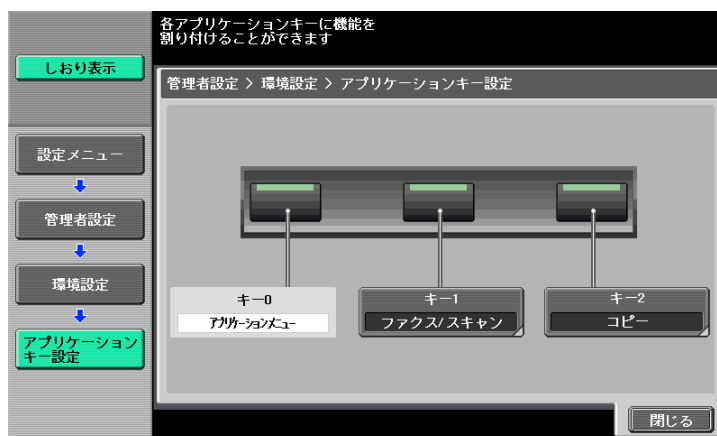 各アプリケーションキーに機能を
割り付けることができます
しおり表示
管理者設定 > 環境設定 > アプリケーションキー設定
設定メニュー
管理者設定
環境設定
アプリケーション
キー設定
キー0
アプリケーションメニュー
キー1
ファクス/スキャン
キー2
コピー
閉じる